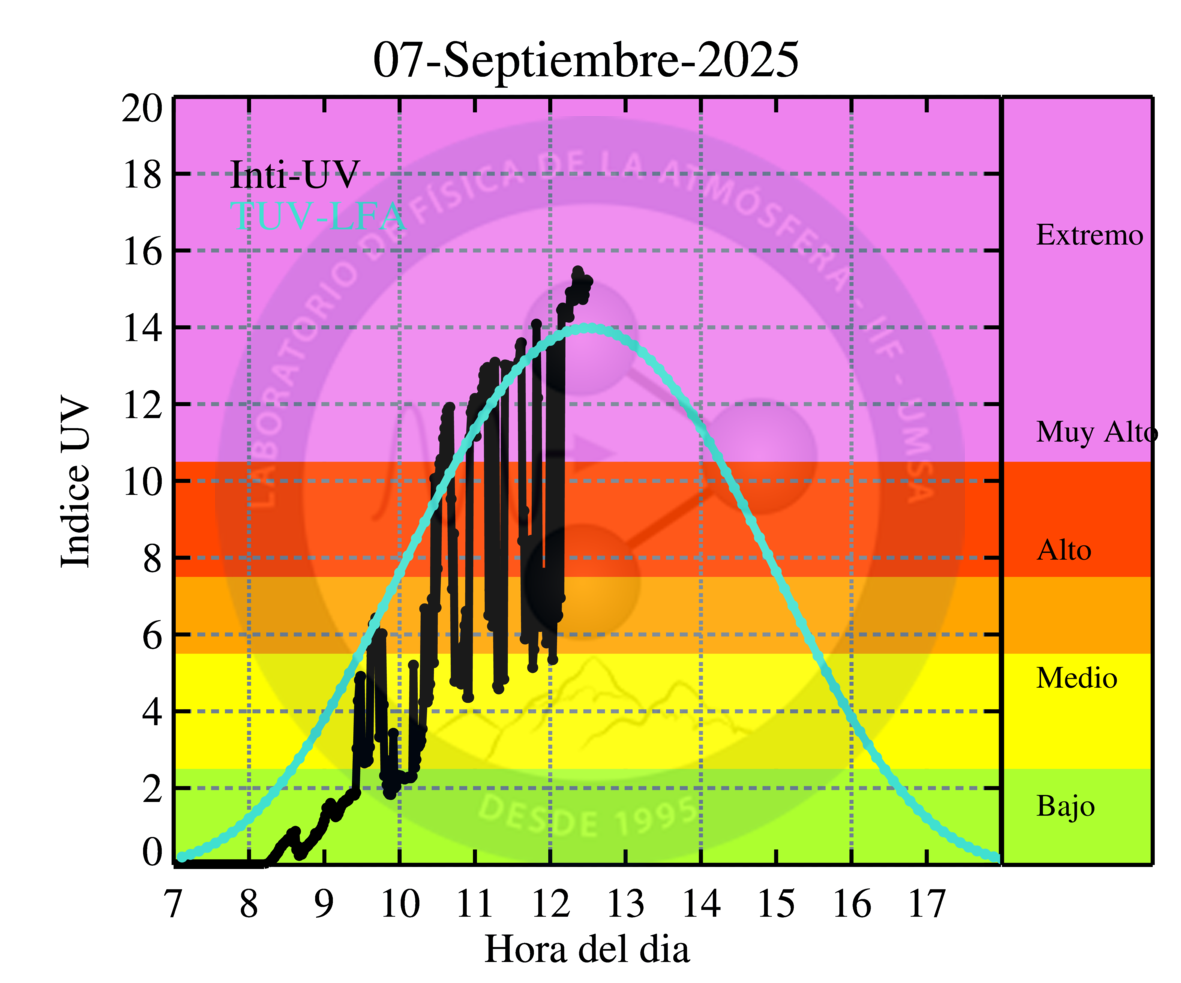 07-Septiembre-2025
20
18
16
14
12
10
8
6
4
2
0
Indice UV
Inti-UV
TUV-LFA
LABORATORIO DE FÍSICA DE LA ATMÓSFERA - IIF - UMSA
DESDE 1995
Extremo
Muy Alto
Alto
Medio
Bajo
7 8 9 10 11 12 13 14 15 16 17
Hora del dia